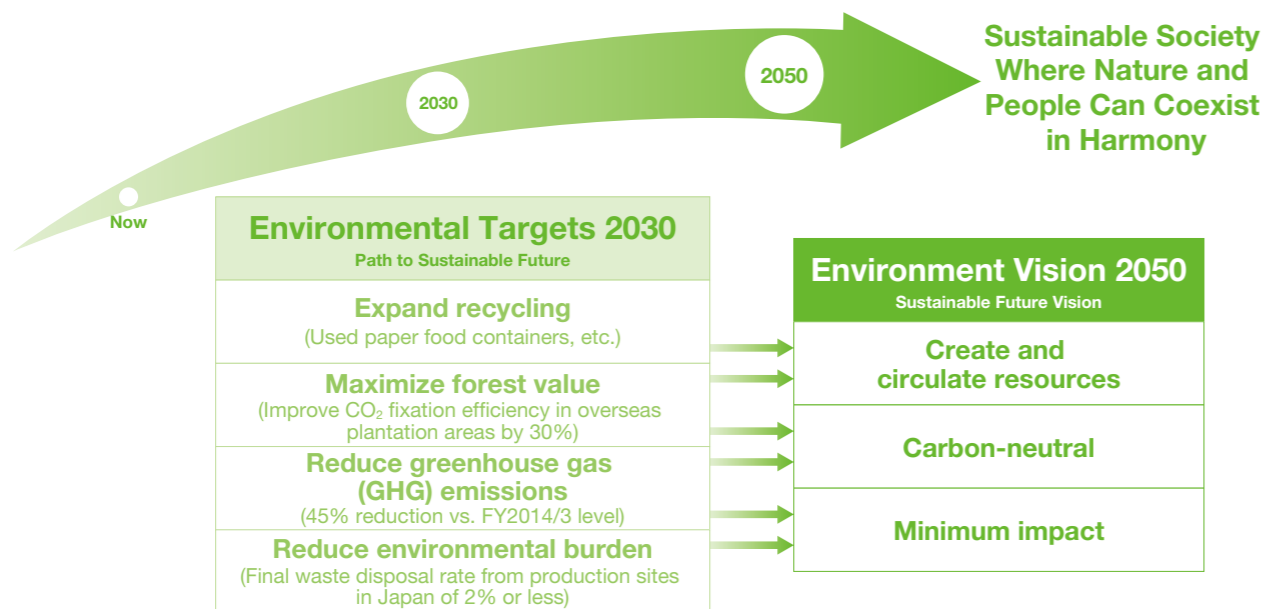 Sustainable Society
Where Nature and
People Can Coexist
in Harmony
2050
2030
Now
Environmental Targets 2030
Path to Sustainable Future
Expand recycling
(Used paper food containers, etc.)
Maximize forest value
(Improve CO₂ fixation efficiency in overseas
plantation areas by 30%)
Reduce greenhouse gas
(GHG) emissions
(45% reduction vs. FY2014/3 level)
Reduce environmental burden
(Final waste disposal rate from production sites
in Japan of 2% or less)
Environment Vision 2050
Sustainable Future Vision
Create and
circulate resources
Carbon-neutral
Minimum impact